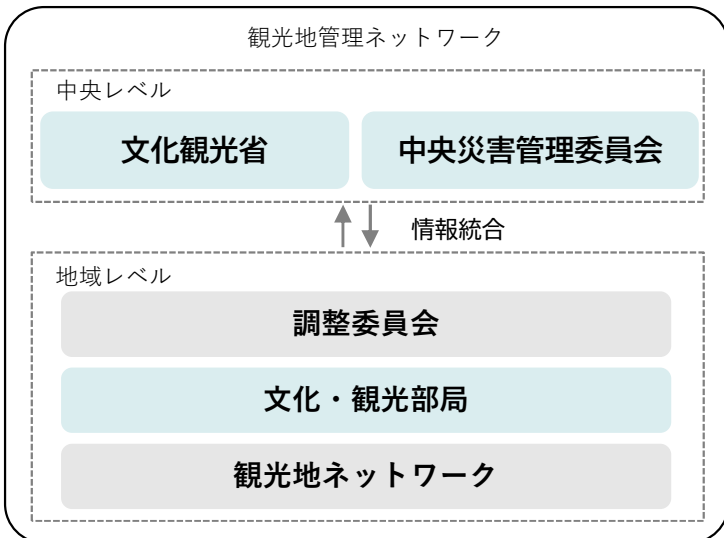 観光地管理ネットワーク
中央レベル
文化観光省
中央災害管理委員会
情報統合
地域レベル
調整委員会
文化・観光部局
観光地ネットワーク